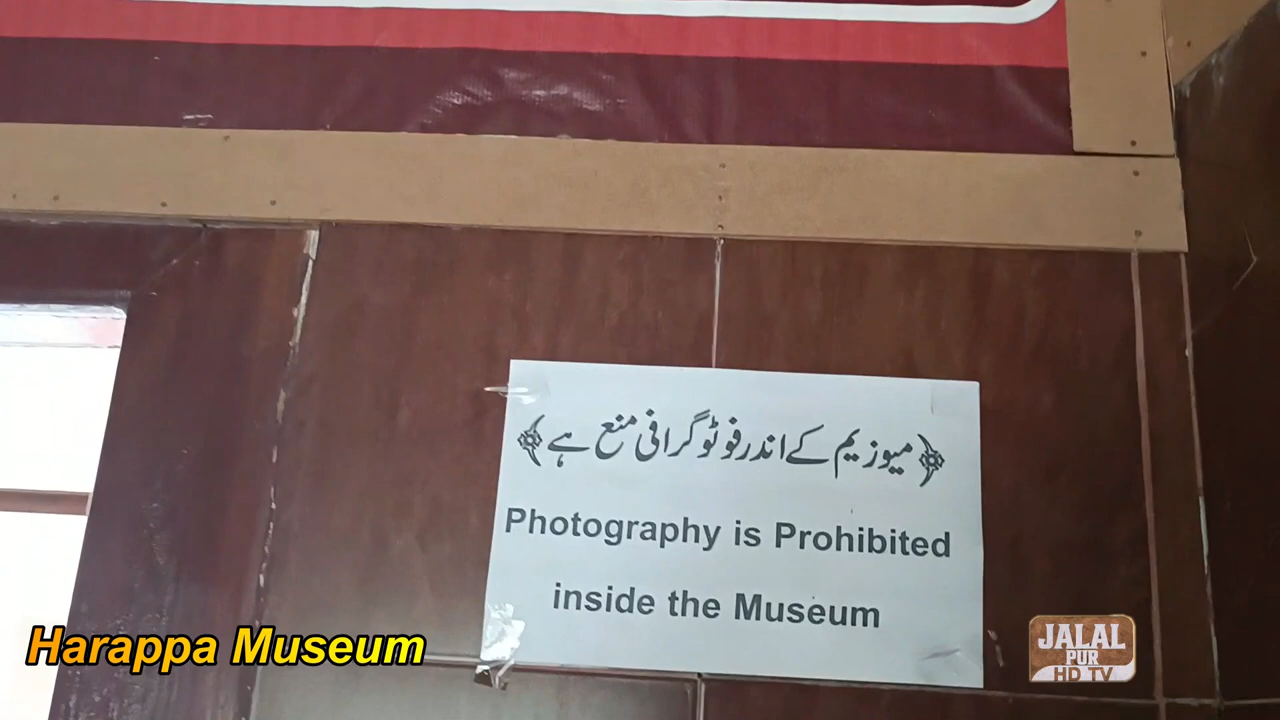 میوزیم کے اندر فوٹو گرافی منع ہے
Photography is Prohibited
inside the Museum
Harappa Museum
JALAL
PUR
HD TV